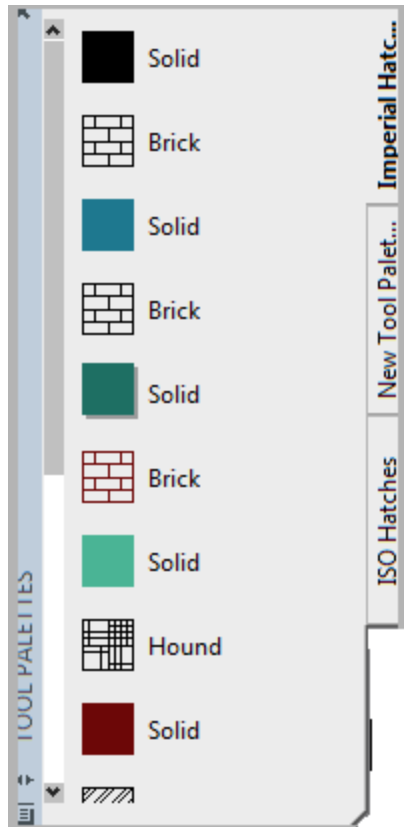 Solid
Brick
Solid
Brick
Solid
Brick
Solid
Hound
Solid
Imperial Hatc...
New Tool Palet...
ISO Hatches
TOOL PALETTES